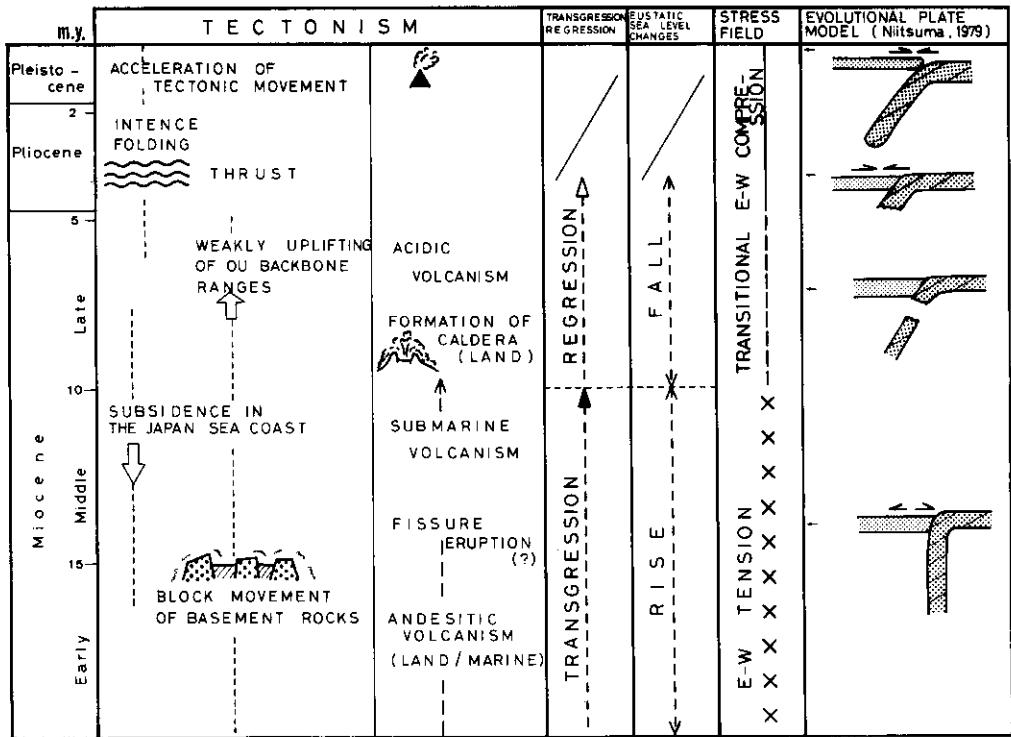 m.y.
TECTONISM
TRANSGRESSION
REGRESSION
EUSTATIC
SEA LEVEL
CHANGES
STRESS
FIELD
EVOLUTIONAL PLATE
MODEL (Niitsuma, 1979)
Pleisto-
cene
2
Pliocene
5
Late
10
Miocene
Middle
15
Early
ACCELERATION OF
TECTONIC MOVEMENT
INTENCE
FOLDING
THRUST
WEAKLY UPLIFTING
OF OU BACKBONE
RANGES
SUBSIDENCE IN
THE JAPAN SEA COAST
BLOCK MOVEMENT
OF BASEMENT ROCKS
ACIDIC
VOLCANISM
FORMATION OF
CALDERA
(LAND)
SUBMARINE
VOLCANISM
FISSURE
ERUPTION
(?)
ANDESITIC
VOLCANISM
(LAND/MARINE)
REGRESSION
TRANSGRESSION
FALL
RISE
E-W COMPRE-
SSION
TRANSITIONAL
E-W TENSION